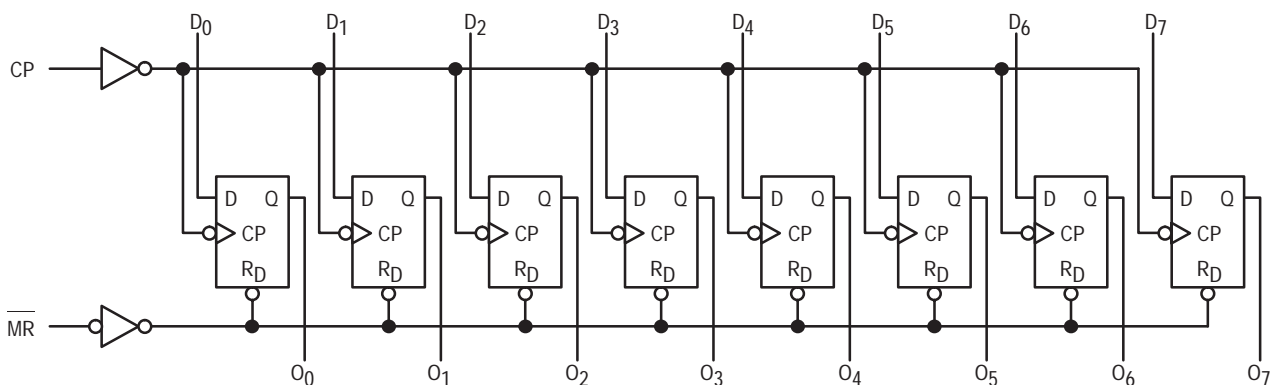 D0 D1 D2 D3 D4 D5 D6 D7
CP
D Q D Q D Q D Q D Q D Q D Q D Q
CP CP CP CP CP CP CP CP
RD RD RD RD RD RD RD RD
MR
O0 O1 O2 O3 O4 O5 O6 O7